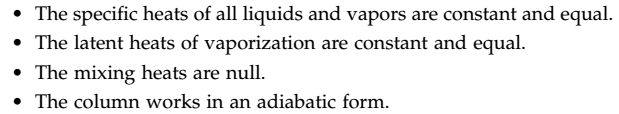 • The specific heats of all liquids and vapors are constant and equal.
• The latent heats of vaporization are constant and equal.
• The mixing heats are null.
• The column works in an adiabatic form.